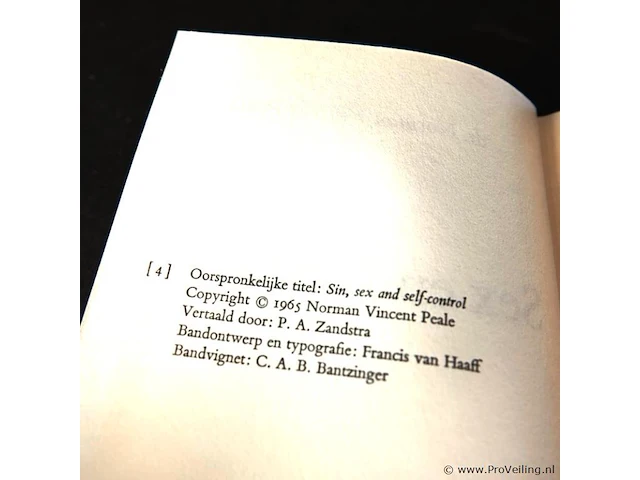 [4] Oorspronkelijke titel: Sin, sex and self-control
Copyright © 1965 Norman Vincent Peale
Vertaald door: P. A. Zandstra
Bandontwerp en typografie: Francis van Haaff
Bandvignet: C. A. B. Bantzinger
© www.ProVeiling.nl